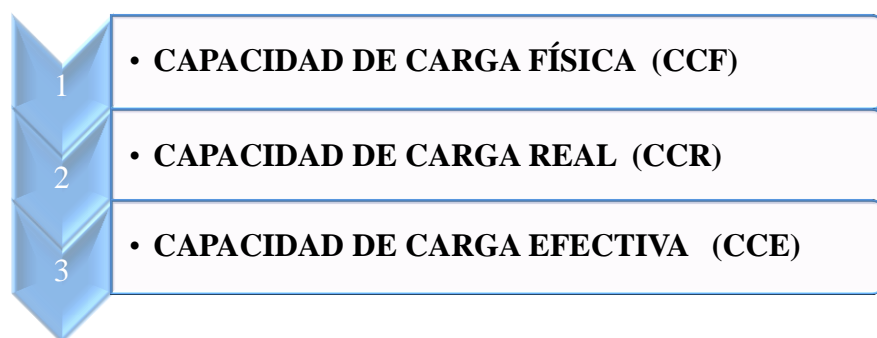 1
• CAPACIDAD DE CARGA FÍSICA (CCF)
2
• CAPACIDAD DE CARGA REAL (CCR)
3
• CAPACIDAD DE CARGA EFECTIVA (CCE)